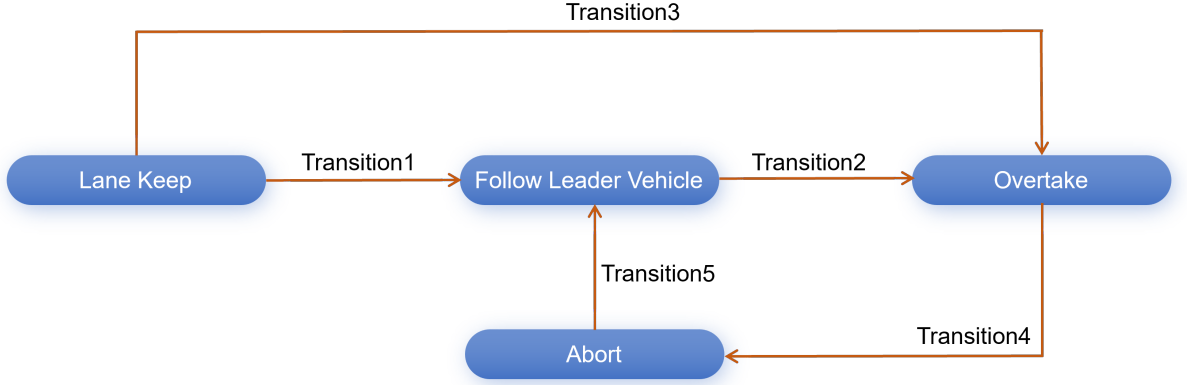 Transition3
Lane Keep
Transition1
Follow Leader Vehicle
Transition2
Overtake
Transition5
Abort
Transition4